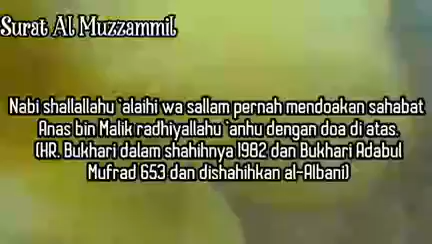 Surat Al Muzzammil
Nabi shallallahu `alaihi wa sallam pernah mendoakan sahabat
Anas bin Malik radhiyallahu `anhu dengan doa di atas.
(HR. Bukhari dalam shahihnya 1982 dan Bukhari Adabul
Mufrad 653 dan dishahihkan al-Albani)